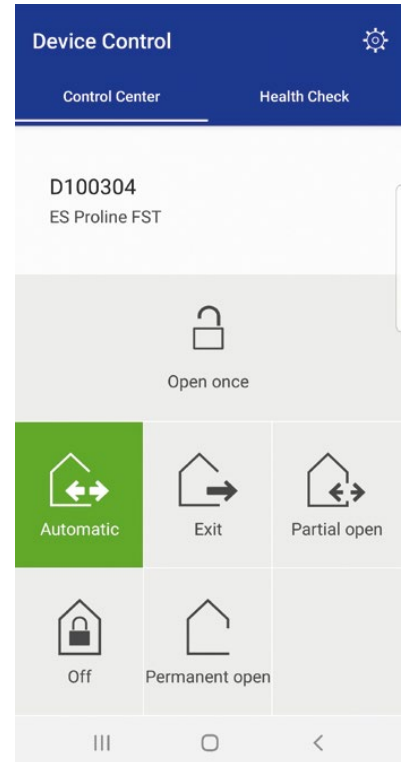 Device Control
Control Center
Health Check
D100304
ES Proline FST
Open once
Automatic
Exit
Partial open
Off
Permanent open